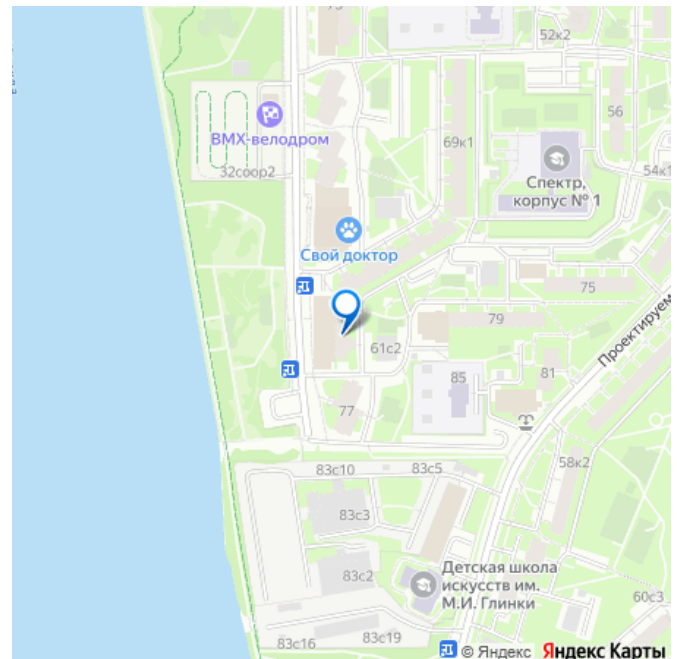 52к2
56
69к1
ВМХ-велодром
32соор2
Спектр,
корпус № 1
54к1
Свой доктор
75
79
Проектируем
61с2
81
85
77
58к2
83с10
83с5
83с3
Детская школа
искусств им.
М.И. Глинки
83с2
60с3
83с16
83с19
© Яндекс Яндекс Карты